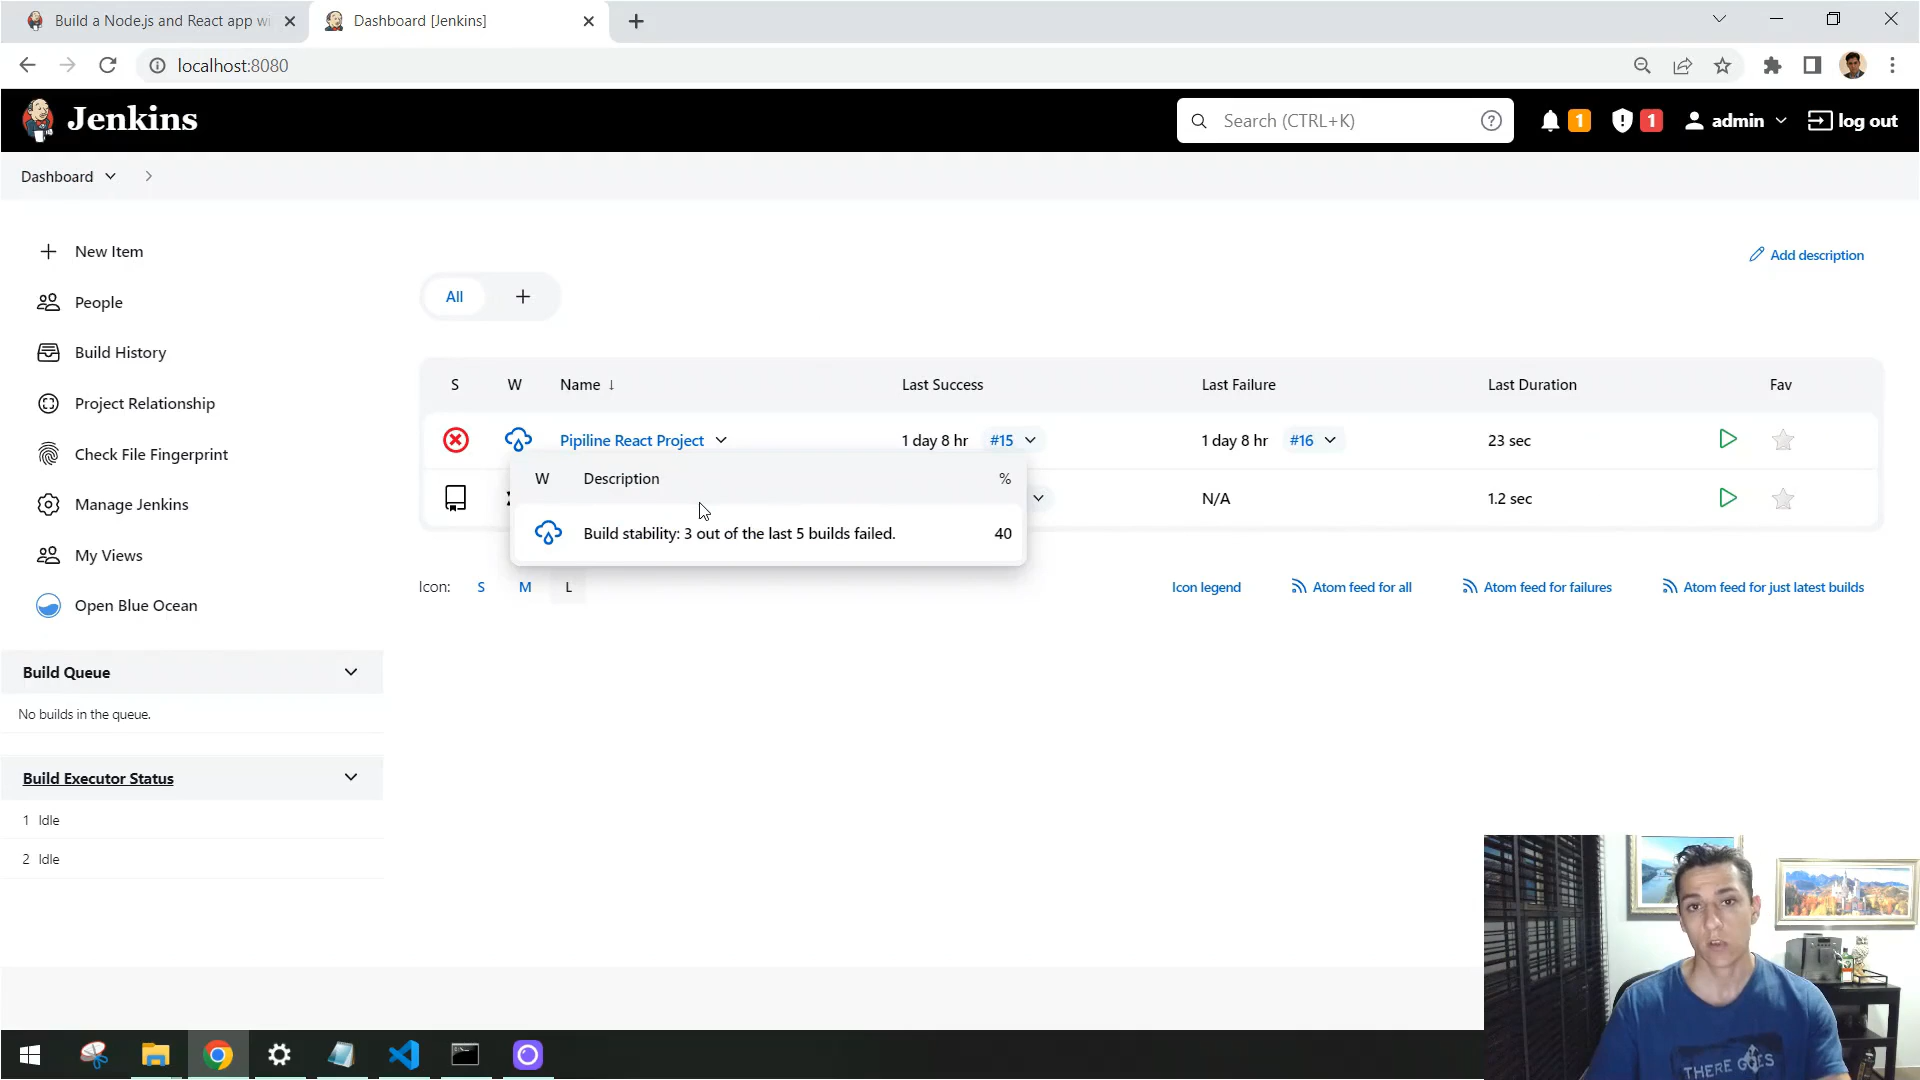 Build a Node.js and React app wi
Dashboard [Jenkins]
localhost:8080
Jenkins
Search (CTRL+K)
1
1
admin
log out
Dashboard
New Item
People
Build History
Project Relationship
Check File Fingerprint
Manage Jenkins
My Views
Open Blue Ocean
Build Queue
No builds in the queue.
Build Executor Status
1 Idle
2 Idle
Add description
All
S W Name ↓ Last Success Last Failure Last Duration Fav
Pipiline React Project 1 day 8 hr #15 1 day 8 hr #16 23 sec
N/A 1.2 sec
W Description %
Build stability: 3 out of the last 5 builds failed. 40
Icon: S M L
Icon legend
Atom feed for all
Atom feed for failures
Atom feed for just latest builds
THERE GOES